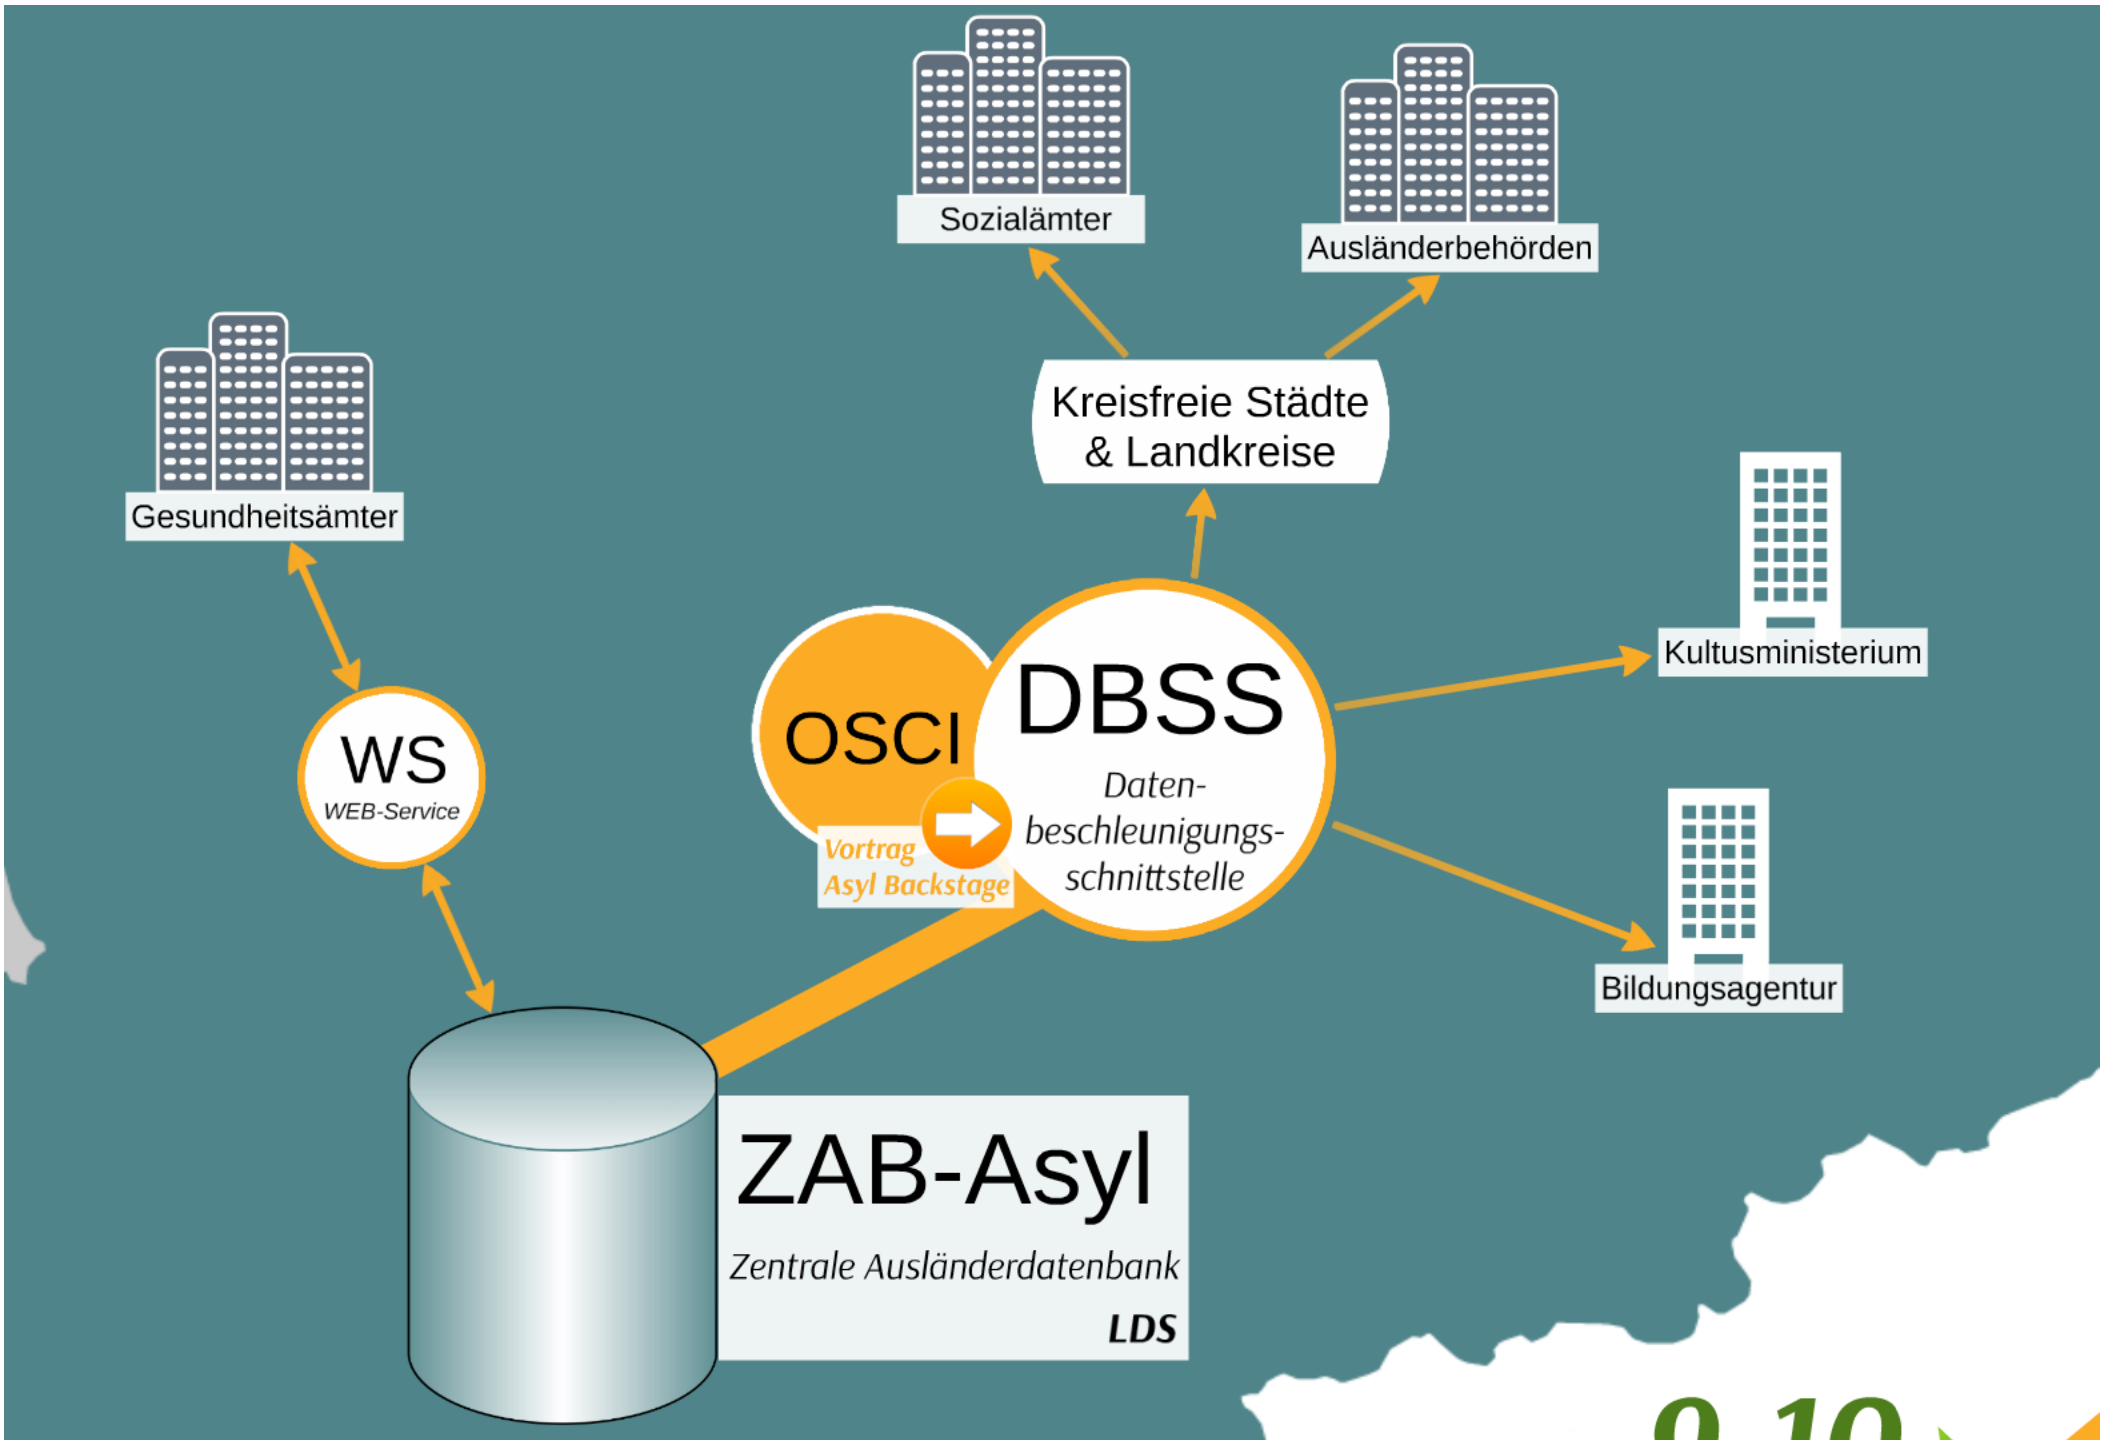 Sozialämter
Ausländerbehörden
Gesundheitsämter
Kreisfreie Städte
& Landkreise
Kultusministerium
WS
WEB-Service
OSCI
DBSS
Daten-
beschleunigungs-
schnittstelle
Vortrag
Asyl Backstage
Bildungsagentur
ZAB-Asyl
Zentrale Ausländerdatenbank
LDS